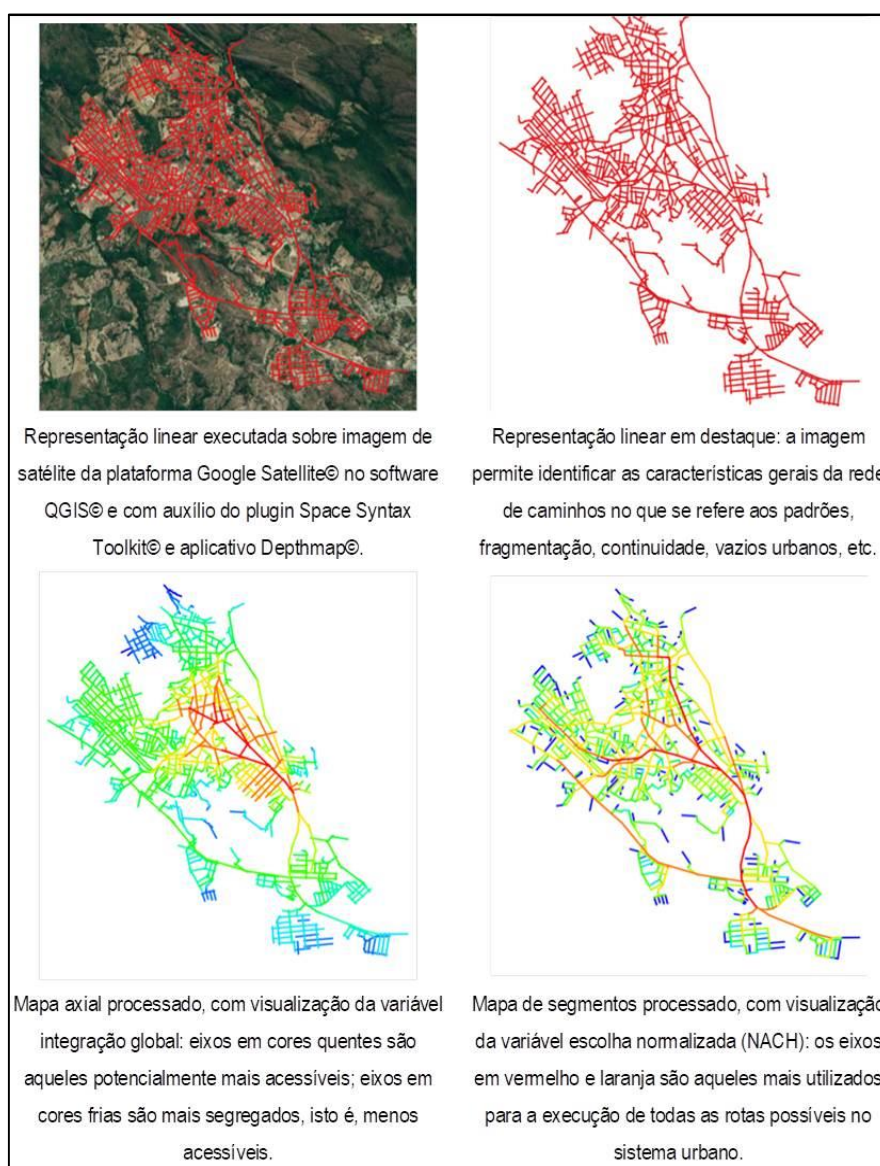 Representação linear executada sobre imagem de
satélite da plataforma Google Satellite© no software
QGIS© e com auxílio do plugin Space Syntax
Toolkit© e aplicativo Depthmap©.
Representação linear em destaque: a imagem
permite identificar as características gerais da rede
de caminhos no que se refere aos padrões,
fragmentação, continuidade, vazios urbanos, etc.
Mapa axial processado, com visualização da variável
integração global: eixos em cores quentes são
aqueles potencialmente mais acessíveis; eixos em
cores frias são mais segregados, isto é, menos
acessíveis.
Mapa de segmentos processado, com visualização
da variável escolha normalizada (NACH): os eixos
em vermelho e laranja são aqueles mais utilizados
para a execução de todas as rotas possíveis no
sistema urbano.